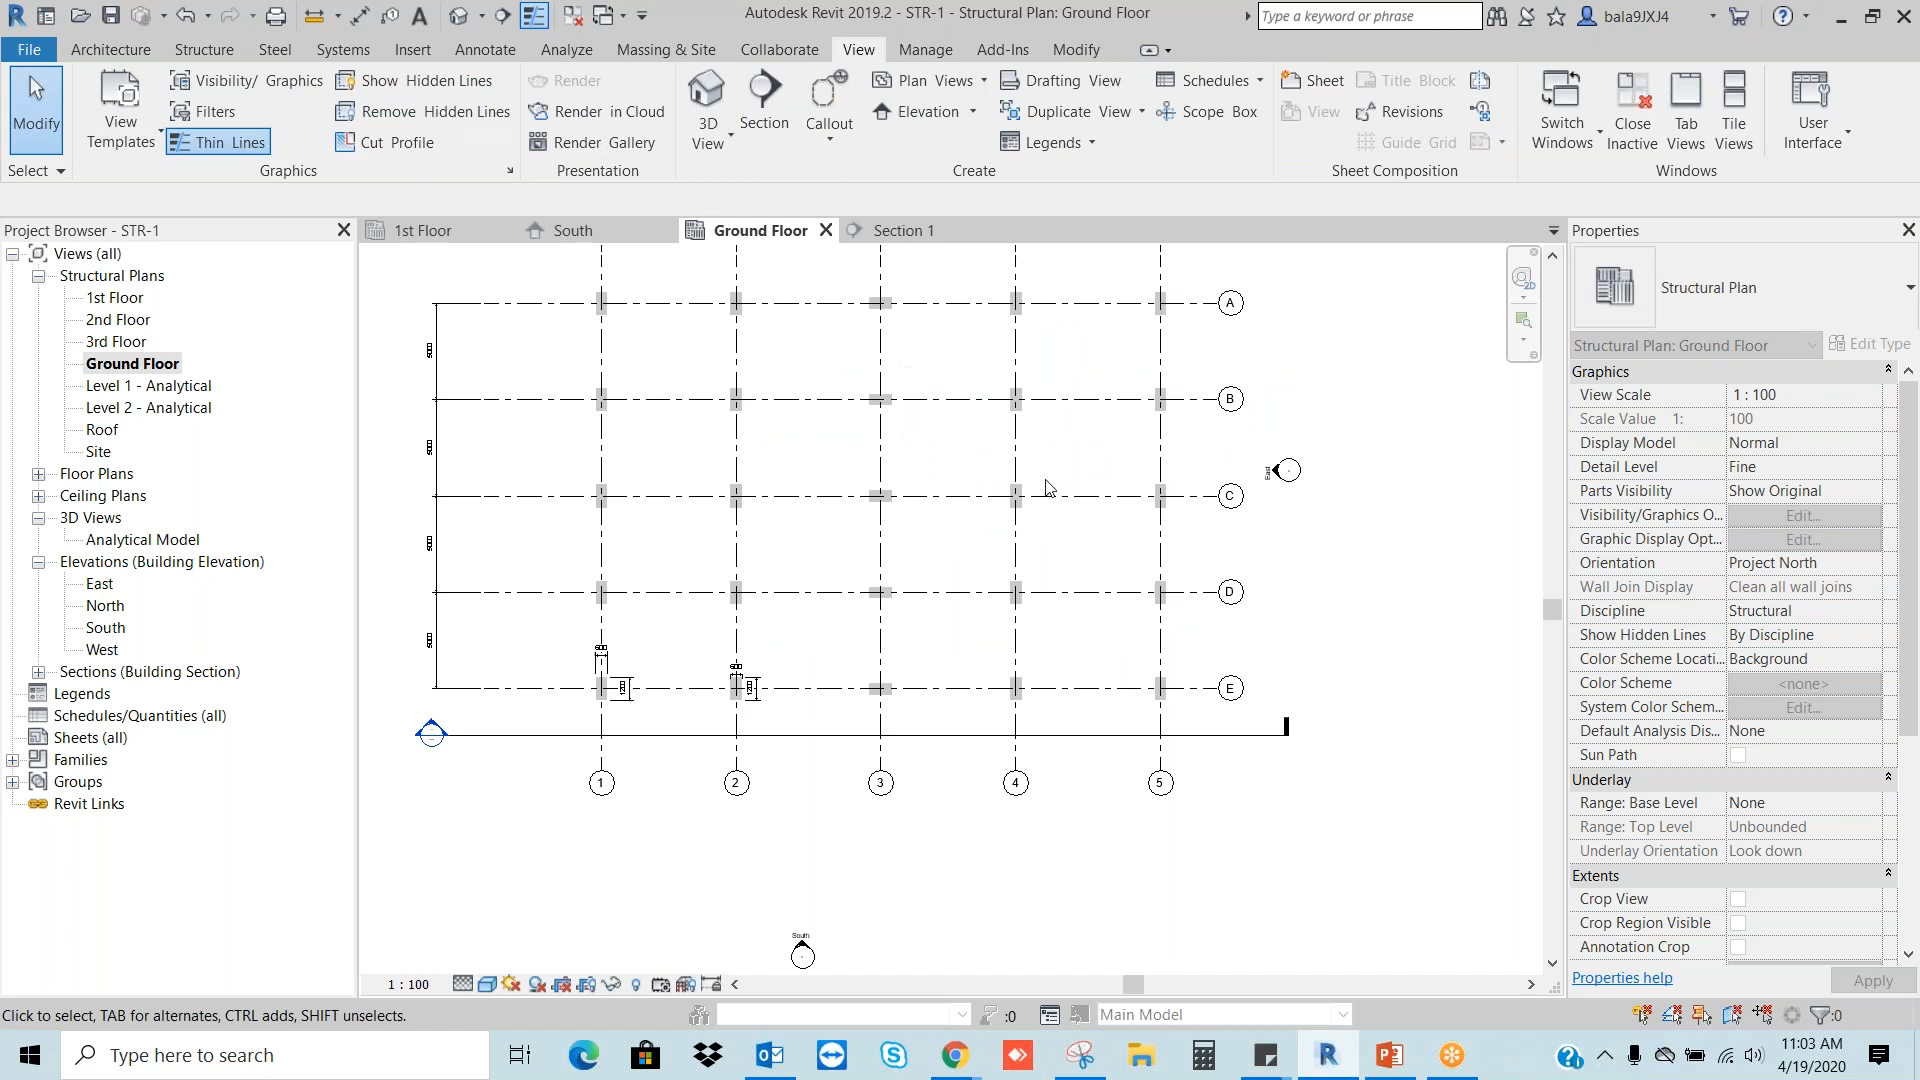 Autodesk Revit 2019.2 - STR-1 - Structural Plan: Ground Floor
Type a keyword or phrase
bala9JXJ4
File Architecture Structure Steel Systems Insert Annotate Analyze Massing & Site Collaborate View Manage Add-Ins Modify
Modify
View Templates
Visibility/ Graphics
Filters
Thin Lines
Show Hidden Lines
Remove Hidden Lines
Cut Profile
Render
Render in Cloud
Render Gallery
3D View
Section
Callout
Plan Views
Elevation
Drafting View
Duplicate View
Legends
Schedules
Scope Box
Sheet
View
Title Block
Revisions
Guide Grid
Switch Windows
Close Inactive
Tab Views
Tile Views
User Interface
Select
Graphics
Presentation
Create
Sheet Composition
Windows
Project Browser - STR-1
Views (all)
Structural Plans
1st Floor
2nd Floor
3rd Floor
Ground Floor
Level 1 - Analytical
Level 2 - Analytical
Roof
Site
Floor Plans
Ceiling Plans
3D Views
Analytical Model
Elevations (Building Elevation)
East
North
South
West
Sections (Building Section)
Legends
Schedules/Quantities (all)
Sheets (all)
Families
Groups
Revit Links
1st Floor
South
Ground Floor
Section 1
2D
A
B
C
D
E
East
1 2 3 4 5
South
1 : 100
Properties
Structural Plan
Structural Plan: Ground Floor
Edit Type
Graphics
View Scale 1 : 100
Scale Value 1: 100
Display Model Normal
Detail Level Fine
Parts Visibility Show Original
Visibility/Graphics O... Edit...
Graphic Display Opt... Edit...
Orientation Project North
Wall Join Display Clean all wall joins
Discipline Structural
Show Hidden Lines By Discipline
Color Scheme Locati... Background
Color Scheme <none>
System Color Schem... Edit...
Default Analysis Dis... None
Sun Path
Underlay
Range: Base Level None
Range: Top Level Unbounded
Underlay Orientation Look down
Extents
Crop View
Crop Region Visible
Annotation Crop
Properties help
Apply
Click to select, TAB for alternates, CTRL adds, SHIFT unselects.
:0
Main Model
:0
Type here to search
11:03 AM
4/19/2020